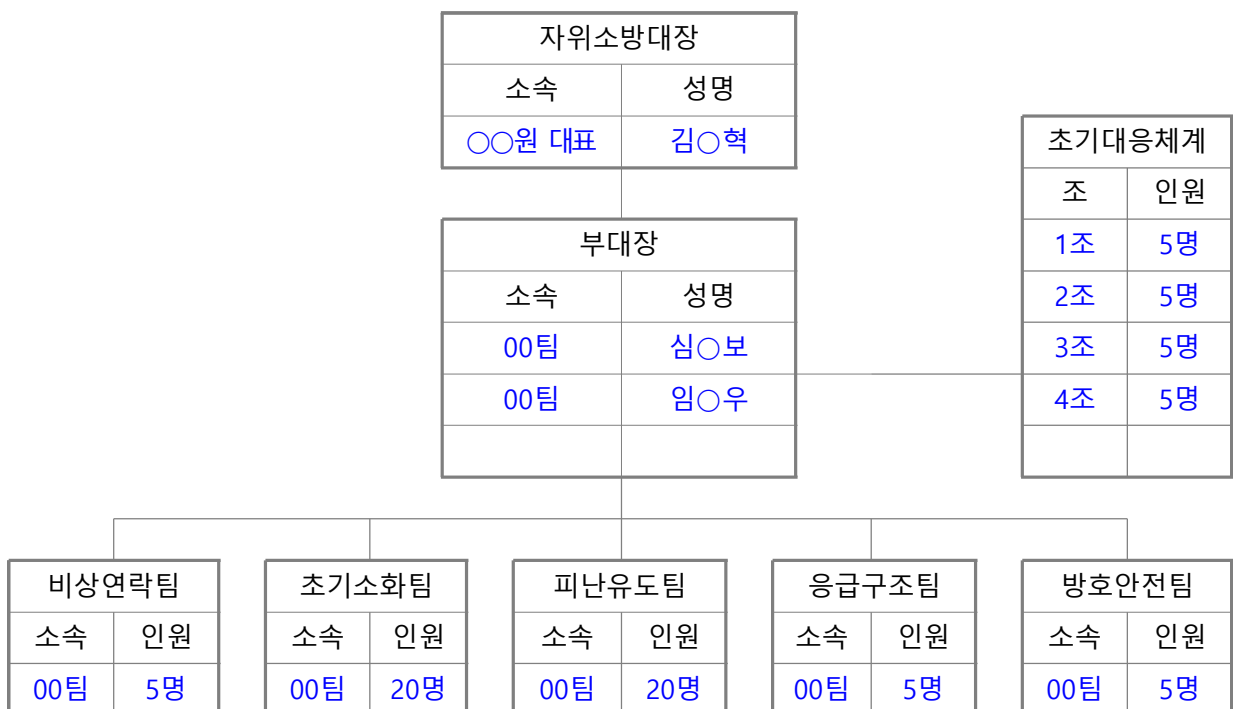 자위소방대장
소속 성명
○○원 대표 김○혁
초기대응체계
조 인원
1조 5명
2조 5명
3조 5명
4조 5명
부대장
소속 성명
00팀 심○보
00팀 임○우
비상연락팀
소속 인원
00팀 5명
초기소화팀
소속 인원
00팀 20명
피난유도팀
소속 인원
00팀 20명
응급구조팀
소속 인원
00팀 5명
방호안전팀
소속 인원
00팀 5명